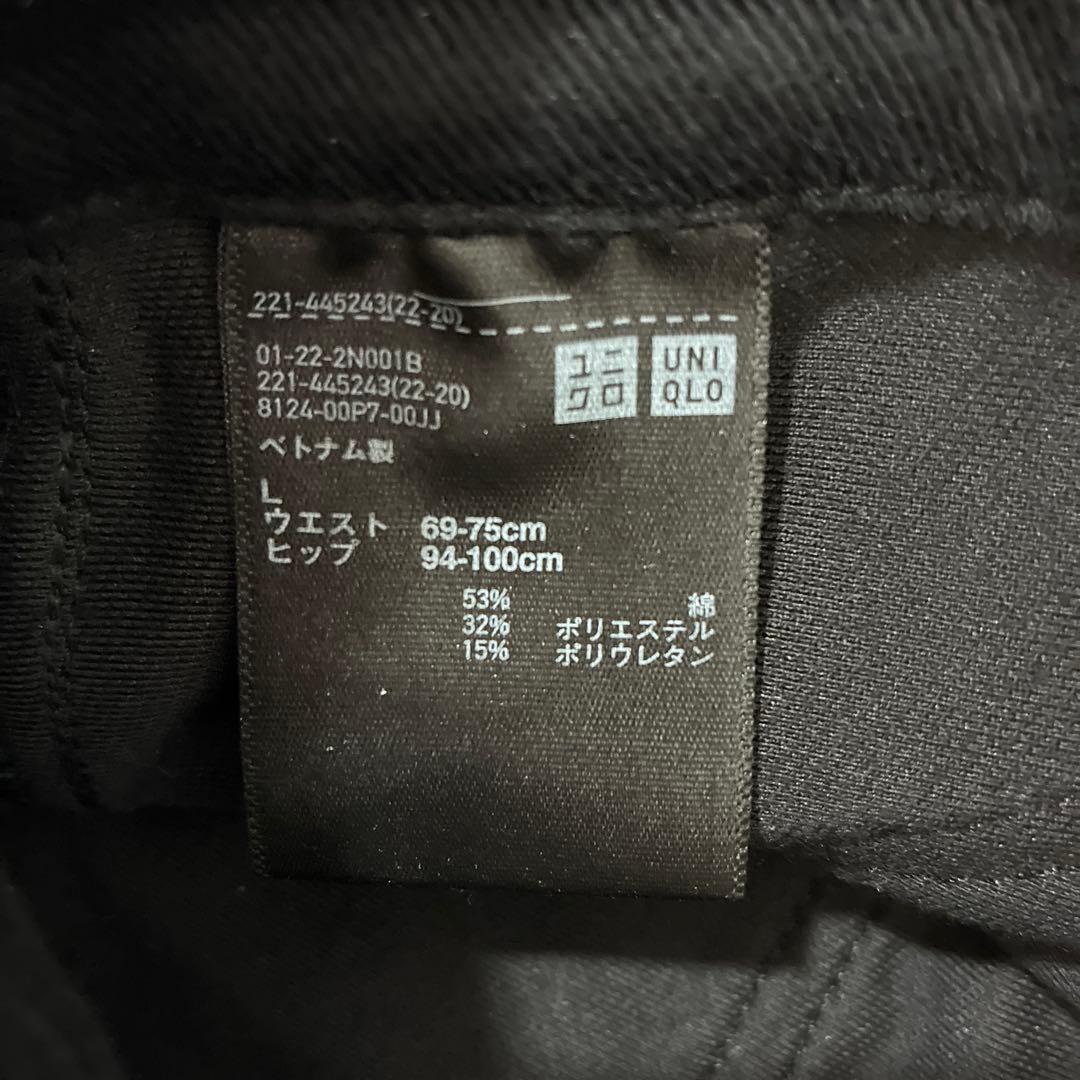 221-445243(22-20)
01-22-2N001B
221-445243(22-20)
8124-00P7-00JJ
ベトナム製
ユニ
クロ
UNI
QLO
L
ウエスト 69-75cm
ヒップ 94-100cm
53% 綿
32% ポリエステル
15% ポリウレタン